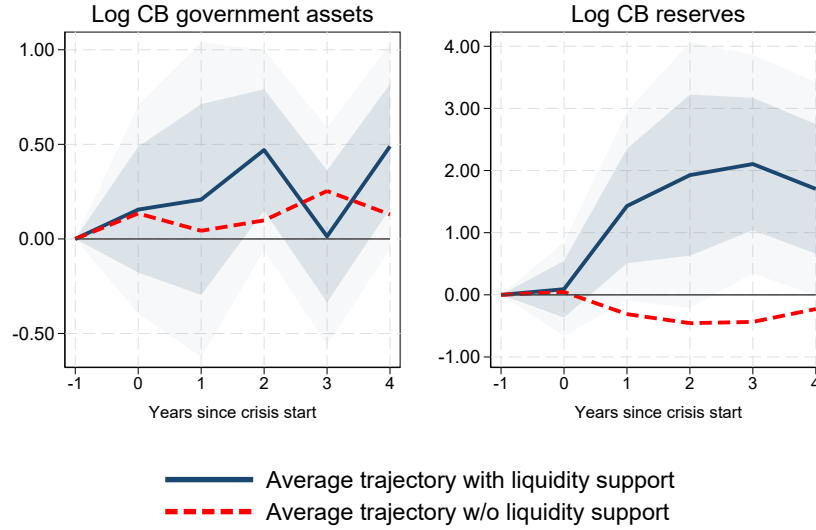 Log CB government assets
1.00
0.50
0.00
-0.50
-1 0 1 2 3 4
Years since crisis start
Log CB reserves
4.00
3.00
2.00
1.00
0.00
-1.00
-1 0 1 2 3 4
Years since crisis start
Average trajectory with liquidity support
Average trajectory w/o liquidity support